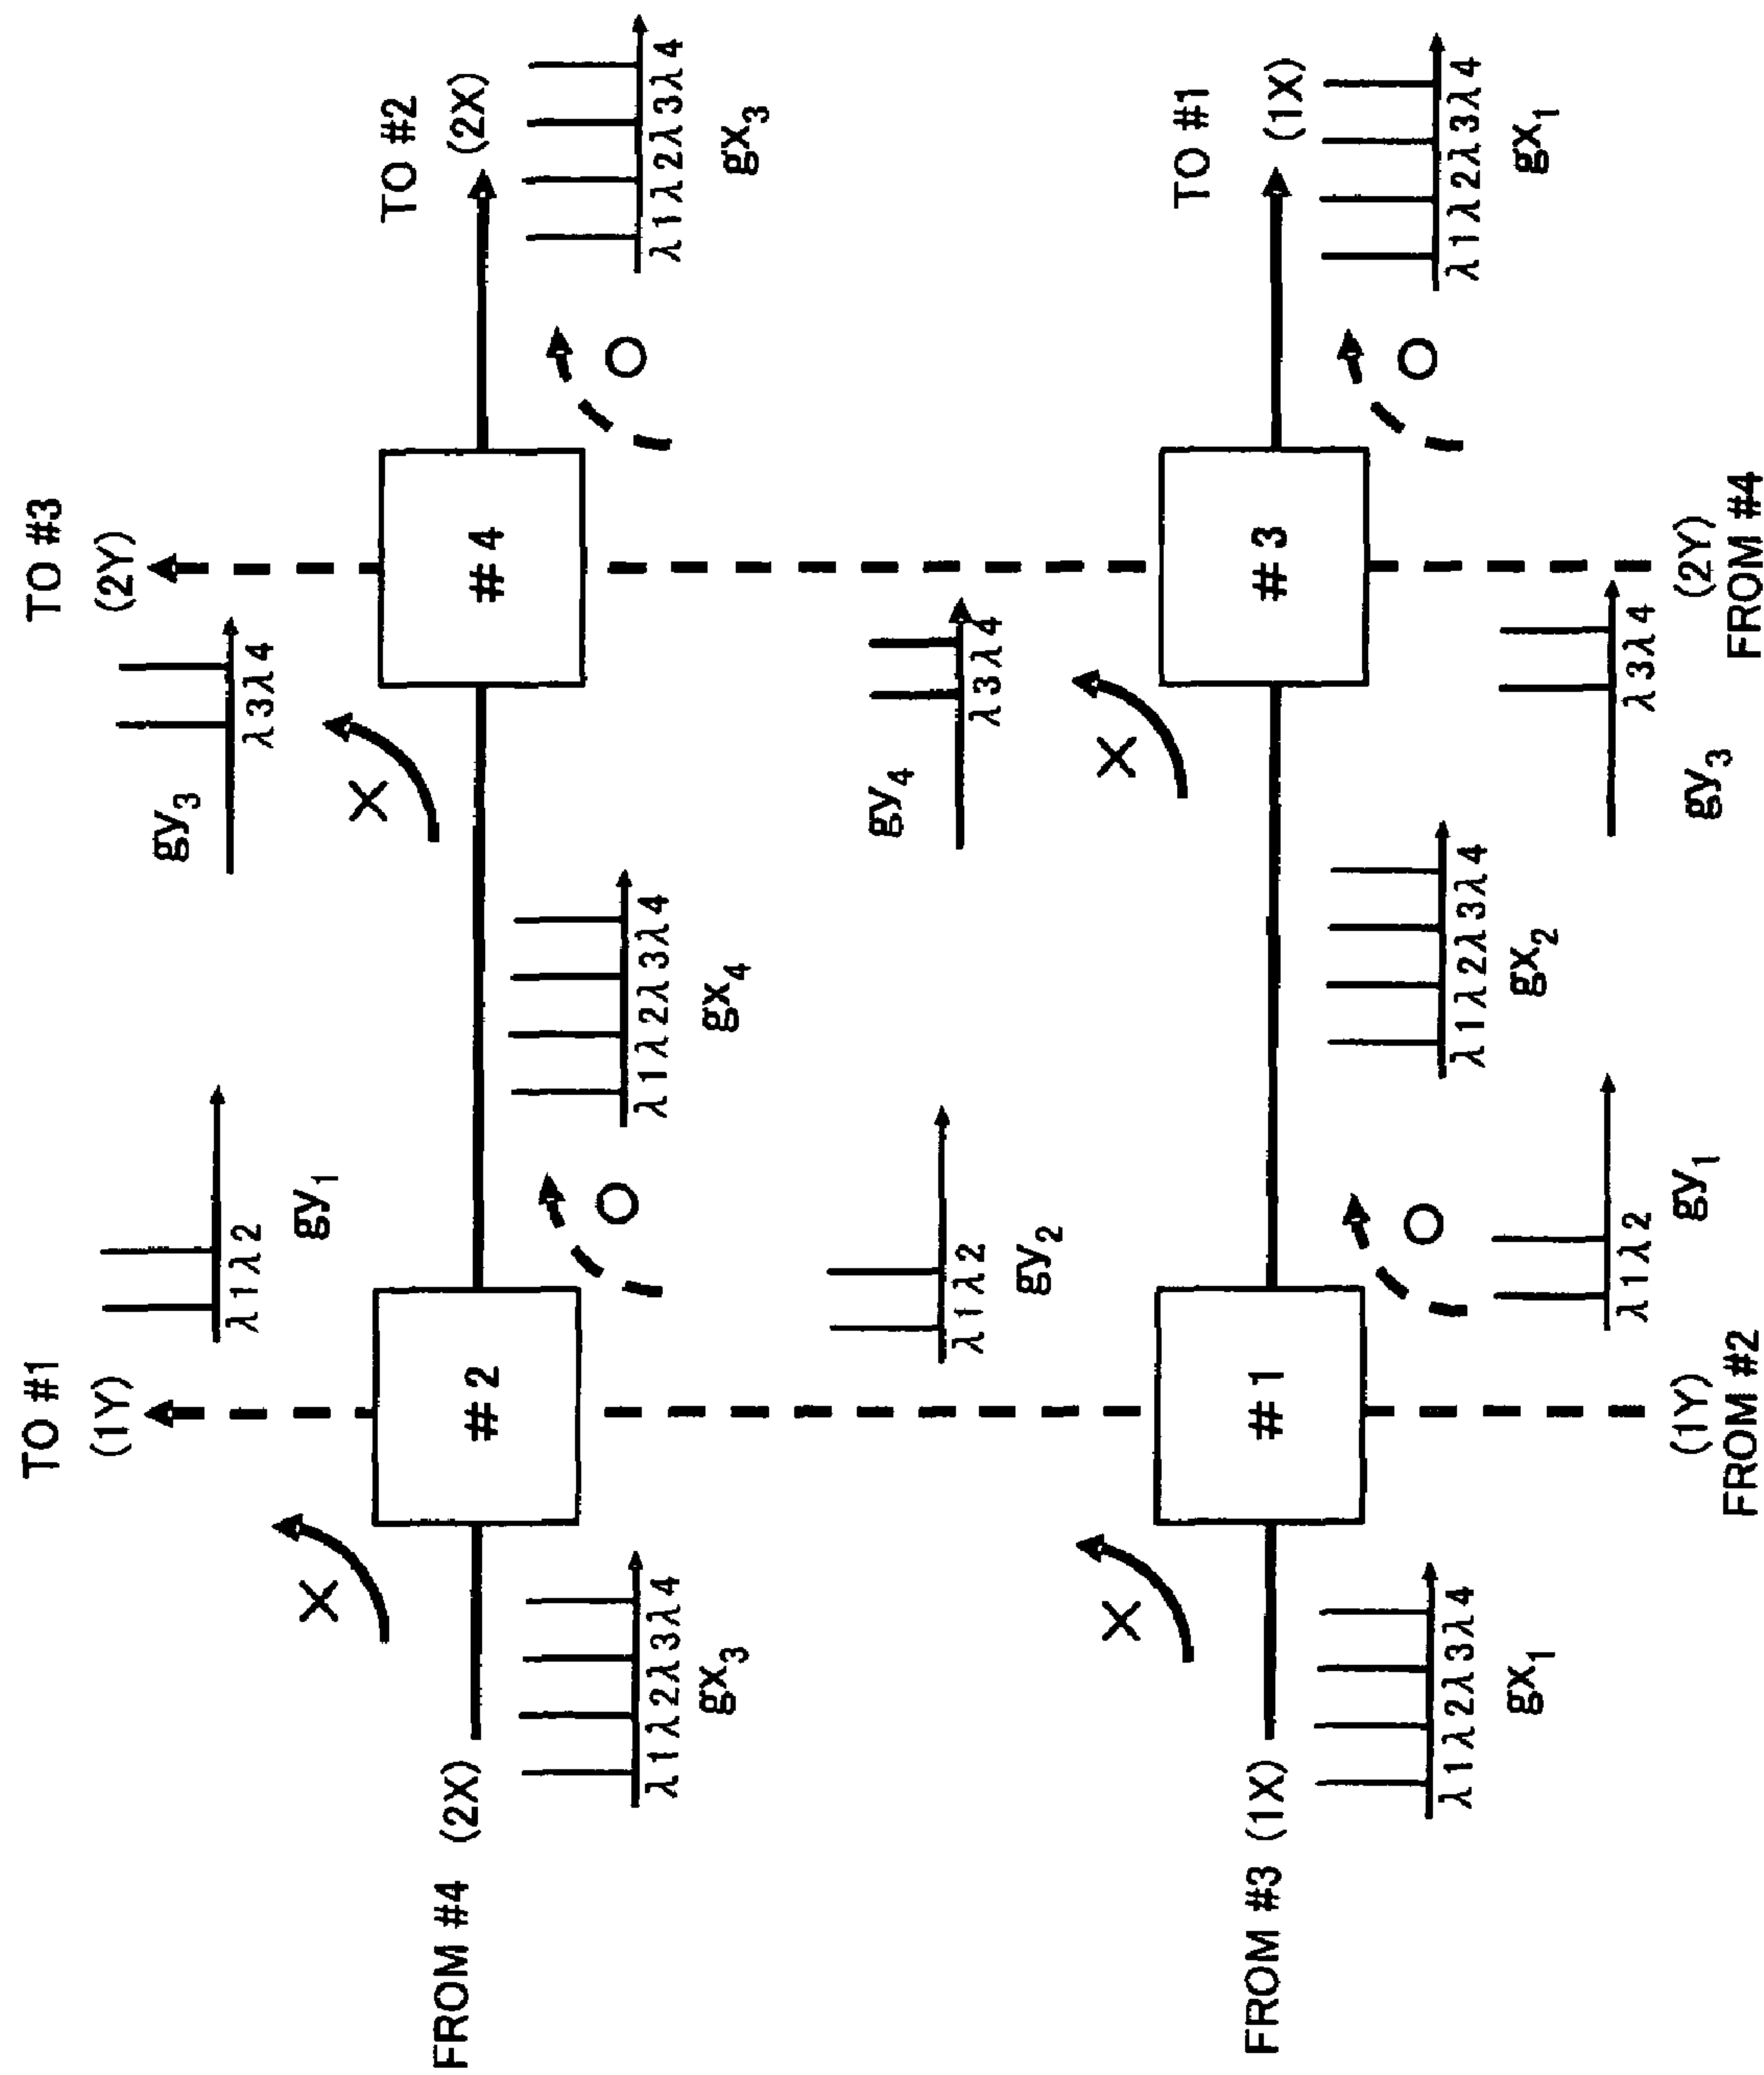 TO #1
(1Y)
TO #3
(2Y)
λ1λ2
gy1
gy3
λ3λ4
X
X
FROM #4 (2X)
#2
#4
TO #2
(2X)
O
O
λ1λ2λ3λ4
gx3
λ1λ2λ3λ4
gx4
λ1λ2λ3λ4
gx3
λ1λ2
gy2
gy4
λ3λ4
X
X
FROM #3 (1X)
#1
#3
TO #1
(1X)
O
O
λ1λ2λ3λ4
gx1
λ1λ2λ3λ4
gx2
λ1λ2λ3λ4
gx1
λ1λ2
gy1
λ3λ4
gy3
(1Y)
FROM #2
(2Y)
FROM #4